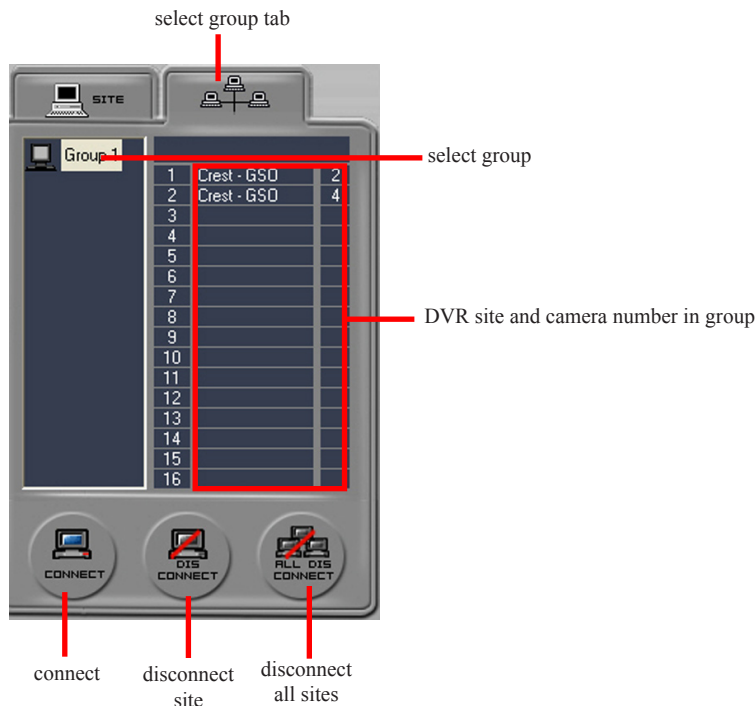 select group tab
SITE
Group 1
select group
1 Crest - GSO 2
2 Crest - GSO 4
3
4
5
6
7
8
9
10
11
12
13
14
15
16
DVR site and camera number in group
CONNECT
DIS
CONNECT
ALL DIS
CONNECT
connect
disconnect
site
disconnect
all sites